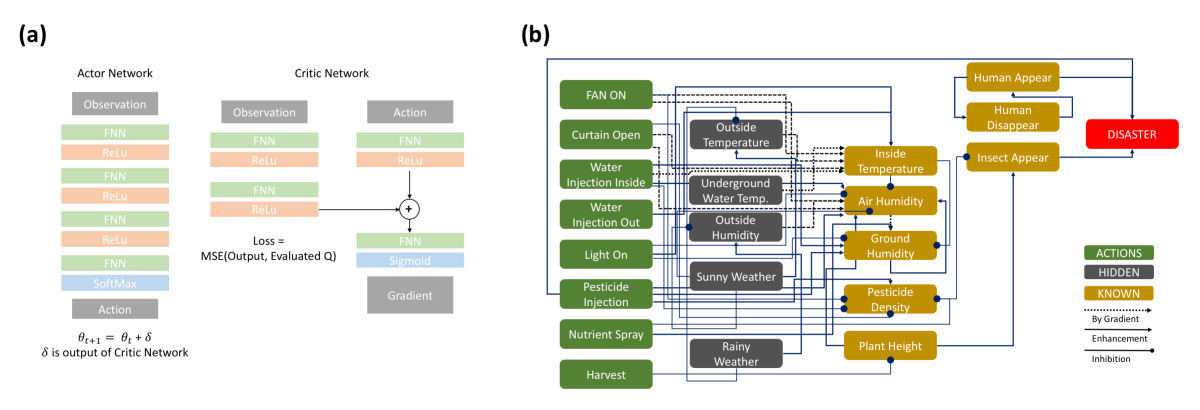 (a)
Actor Network
Observation
FNN
ReLu
FNN
ReLu
FNN
ReLu
FNN
SoftMax
Action
θt+1 = θt + δ
δ is output of Critic Network
Critic Network
Observation
FNN
ReLu
FNN
ReLu
Action
FNN
ReLu
+
FNN
Sigmoid
Gradient
Loss =
MSE(Output, Evaluated Q)
(b)
FAN ON
Curtain Open
Water
Injection Inside
Water
Injection Out
Light On
Pesticide
Injection
Nutrient Spray
Harvest
Outside
Temperature
Underground
Water Temp.
Outside
Humidity
Sunny Weather
Rainy
Weather
Inside
Temperature
Air Humidity
Ground
Humidity
Pesticide
Density
Plant Height
Human Appear
Human
Disappear
Insect Appear
DISASTER
ACTIONS
HIDDEN
KNOWN
By Gradient
Enhancement
Inhibition